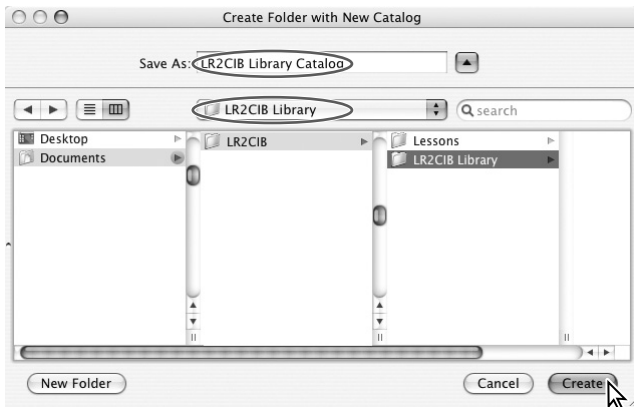 Create Folder with New Catalog
Save As: LR2CIB Library Catalog
LR2CIB Library
search
Desktop
Documents
LR2CIB
Lessons
LR2CIB Library
New Folder
Cancel
Create